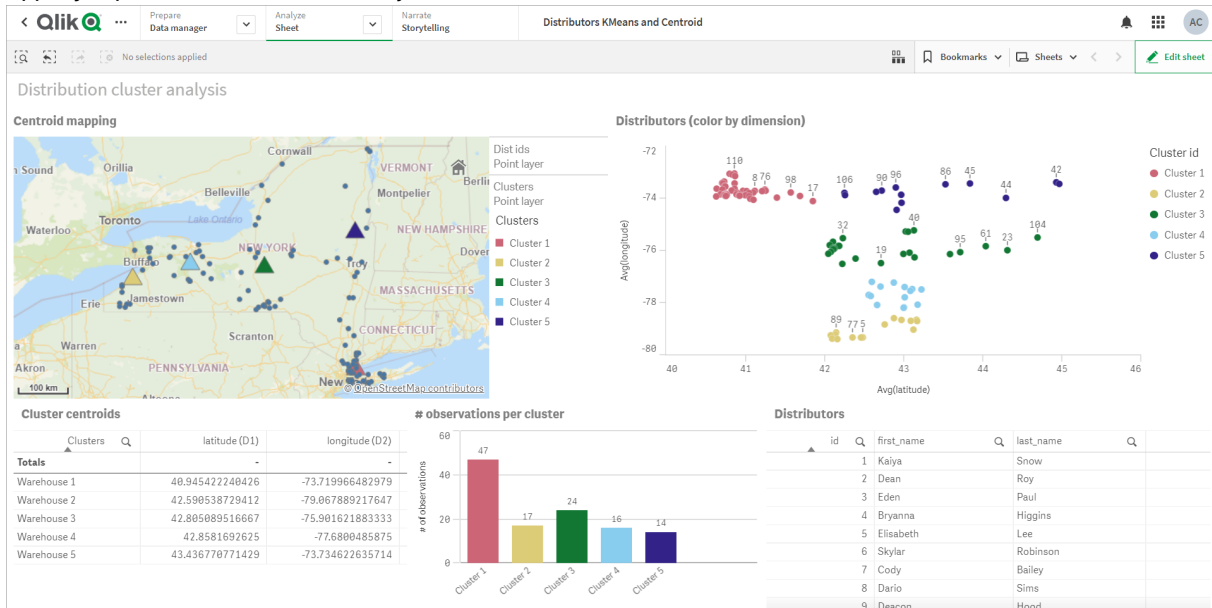 Qlik
Prepare
Data manager
Analyze
Sheet
Narrate
Storytelling
Distributors KMeans and Centroid
AC
No selections applied
Bookmarks
Sheets
Edit sheet
Distribution cluster analysis
Centroid mapping
Cornwall
n Sound
Orillia
VERMONT
Berlin
Belleville
Montpelier
Toronto
Lake Ontario
Waterloo
NEW HAMPSHIRE
NEW YORK
Dover
Buffalo
Troy
MASSACHUSETTS
Erie
Jamestown
CONNECTICUT
Scranton
a
Warren
Akron
PENNSYLVANIA
New
100 km
© OpenStreetMap contributors
Dist ids
Point layer
Clusters
Point layer
Clusters
Cluster 1
Cluster 2
Cluster 3
Cluster 4
Cluster 5
Distributors (color by dimension)
-72
-74
-76
-78
-80
Avg(longitude)
110
8 76
98
17
106
90 96
86
45
44
42
32
40
19
95
61
23
104
89
77 5
40
41
42
43
44
45
46
Avg(latitude)
Cluster id
Cluster 1
Cluster 2
Cluster 3
Cluster 4
Cluster 5
Cluster centroids
Clusters latitude (D1) longitude (D2)
Totals - -
Warehouse 1 40.945422240426 -73.719966482979
Warehouse 2 42.590538729412 -79.067889217647
Warehouse 3 42.805089516667 -75.901621883333
Warehouse 4 42.8581692625 -77.6800485875
Warehouse 5 43.436770771429 -73.734622635714
# observations per cluster
60
40
20
0
# of observations
47
17
24
16
14
Cluster 1
Cluster 2
Cluster 3
Cluster 4
Cluster 5
Distributors
id first_name last_name
1 Kaiya Snow
2 Dean Roy
3 Eden Paul
4 Bryanna Higgins
5 Elisabeth Lee
6 Skylar Robinson
7 Cody Bailey
8 Dario Sims
9 Deacon Hood